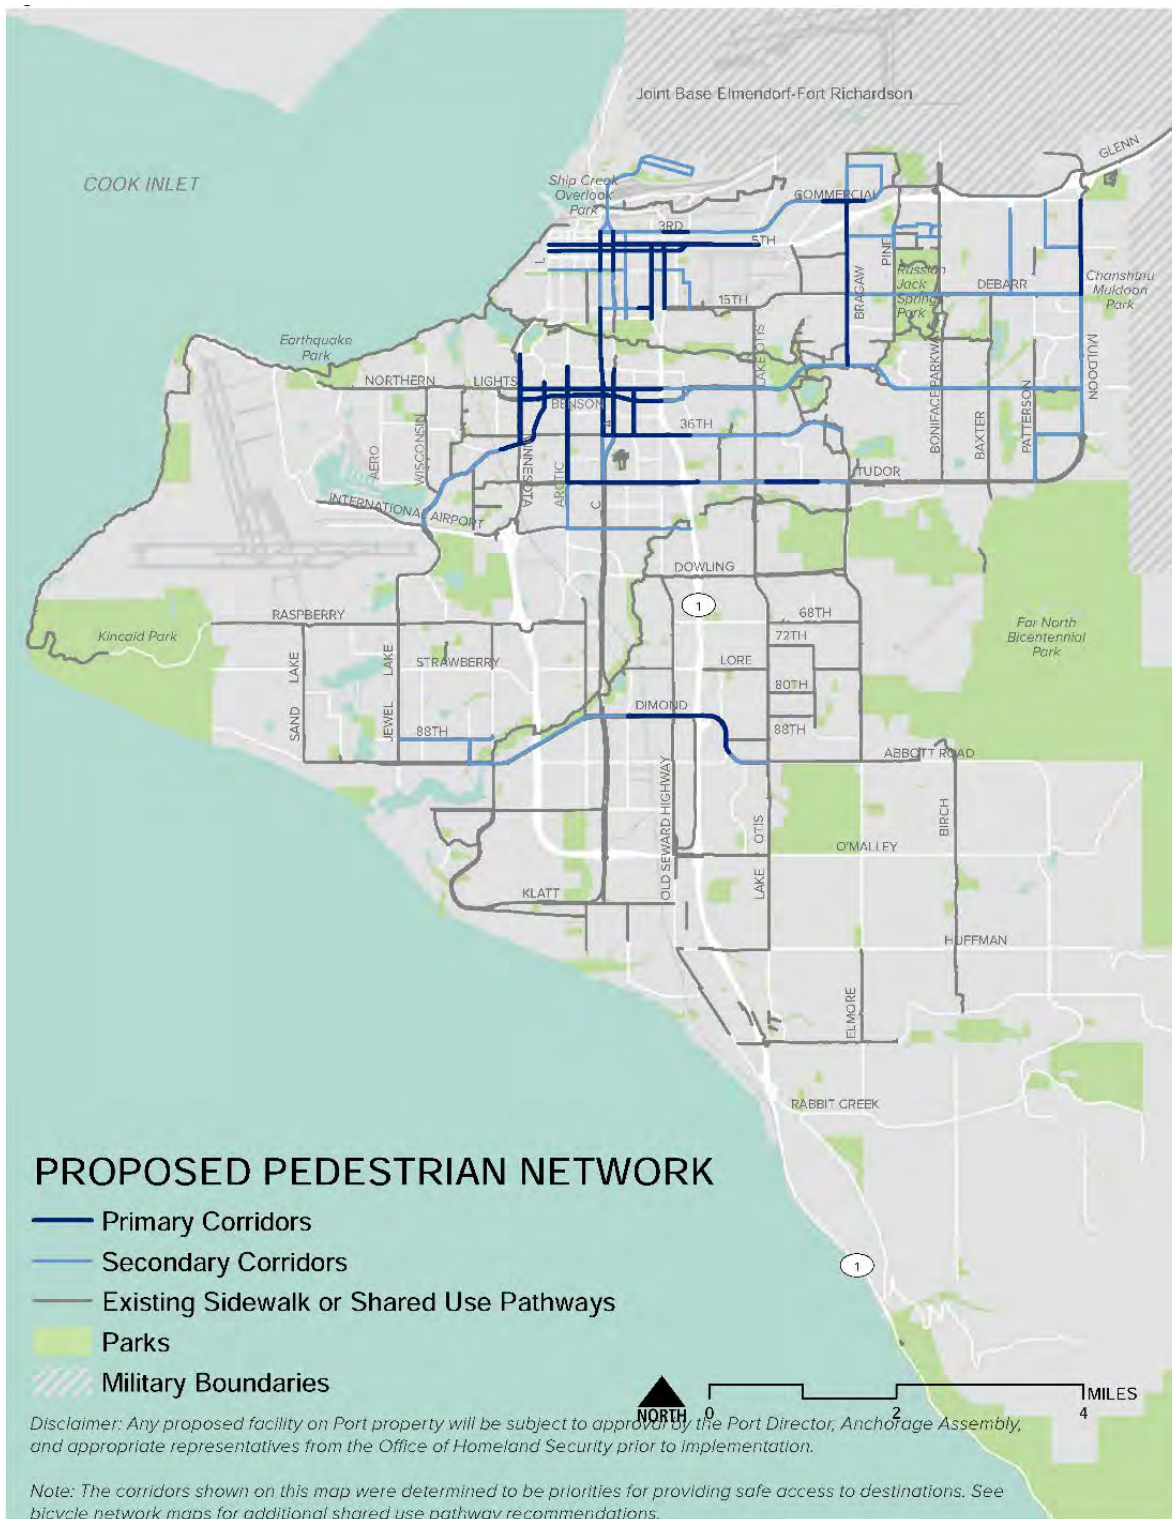 Joint Base Elmendorf-Fort Richardson
GLENN
COOK INLET
Ship Creek
Overlook
Park
COMMERCIAL
3RD
5TH
L
PINE
BRAGAW
Russian
Jack
Springs
Park
DEBARR
Chanshtnu
Muldoon
Park
15TH
Earthquake
Park
LAKE OTIS
MULDOON
NORTHERN
LIGHTS
BENSON
BONIFACE PARKWAY
PATTERSON
BAXTER
WISCONSIN
AERO
A
36TH
MINNESOTA
ARCTIC
TUDOR
C
INTERNATIONAL AIRPORT
DOWLING
1
RASPBERRY
68TH
Kincaid Park
72TH
Far North
Bicentennial
Park
SAND LAKE
JEWEL LAKE
STRAWBERRY
LORE
80TH
DIMOND
88TH
88TH
ABBOTT ROAD
OLD SEWARD HIGHWAY
LAKE OTIS
BIRCH
O'MALLEY
KLATT
HUFFMAN
ELMORE
RABBIT CREEK
PROPOSED PEDESTRIAN NETWORK
Primary Corridors
Secondary Corridors
1
Existing Sidewalk or Shared Use Pathways
Parks
Military Boundaries
NORTH
0 2 4
MILES
Disclaimer: Any proposed facility on Port property will be subject to approval by the Port Director, Anchorage Assembly,
and appropriate representatives from the Office of Homeland Security prior to implementation.
Note: The corridors shown on this map were determined to be priorities for providing safe access to destinations. See
bicycle network maps for additional shared use pathway recommendations.